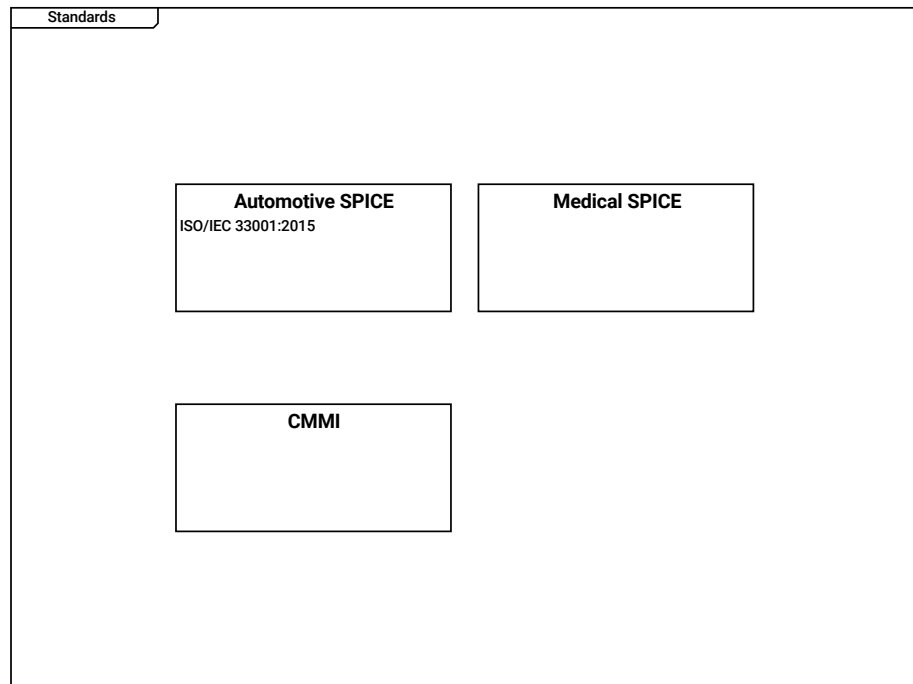 Standards
Automotive SPICE
ISO/IEC 33001:2015
Medical SPICE
CMMI